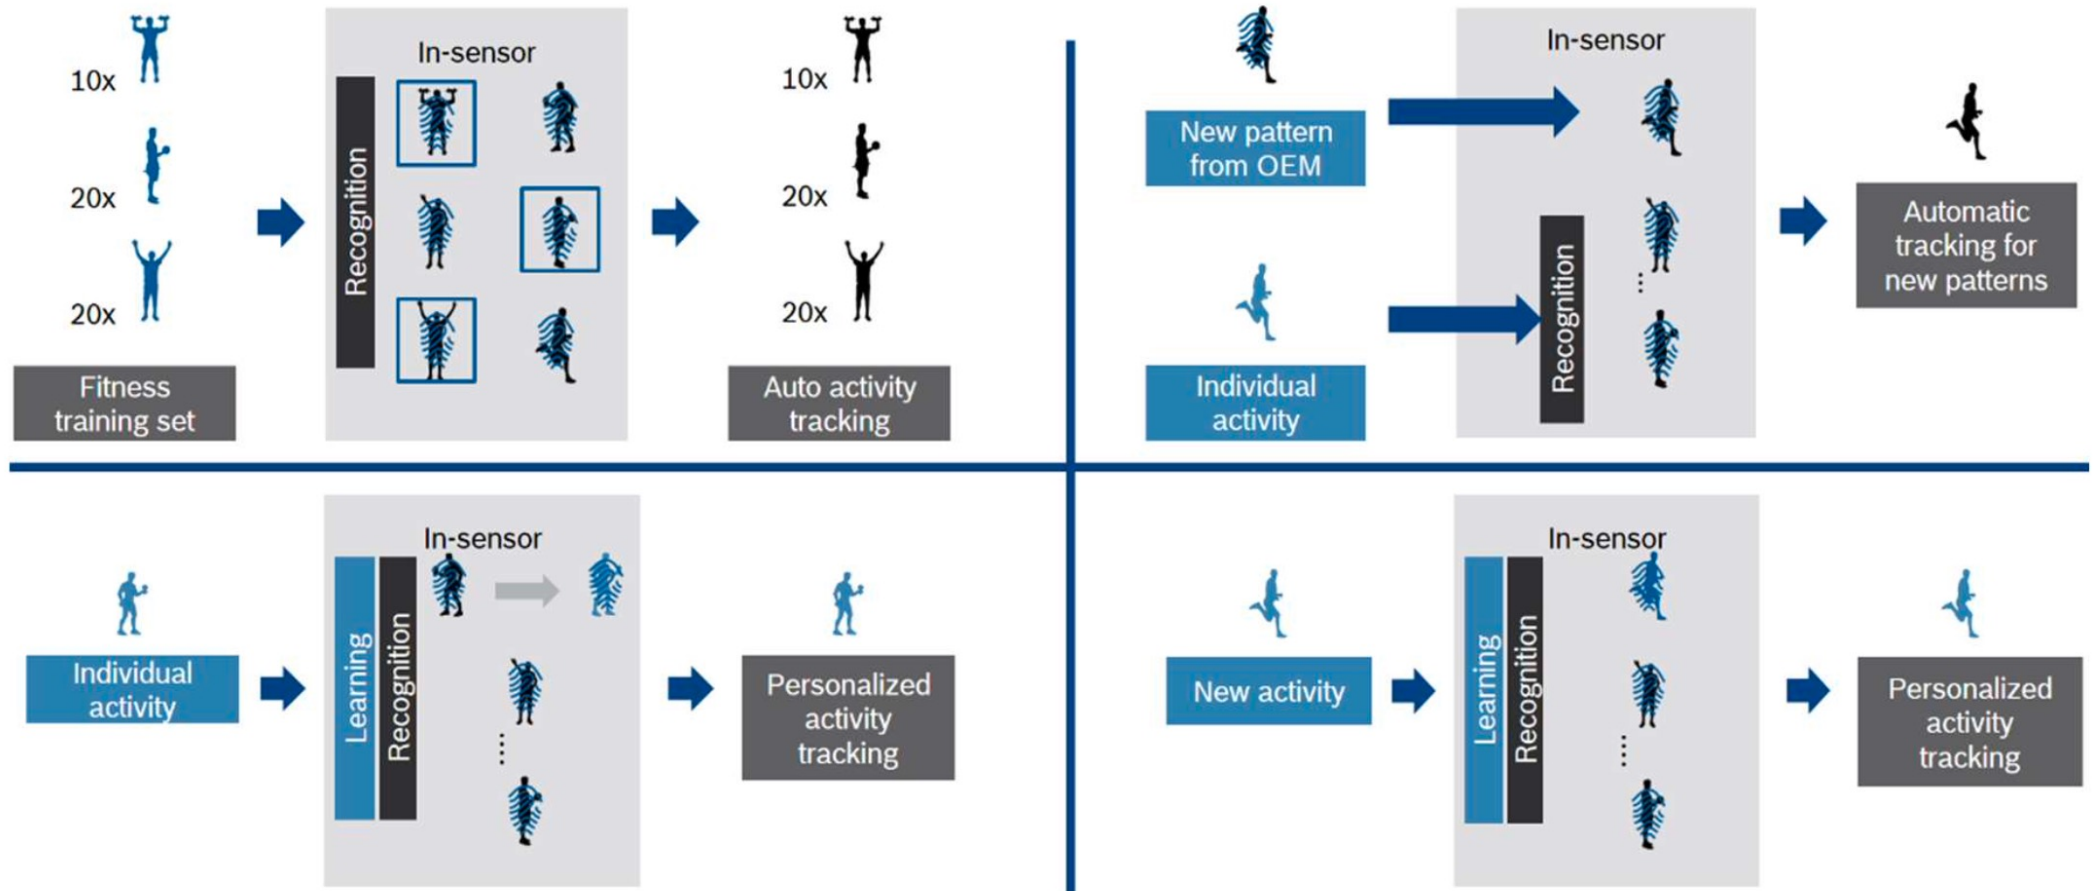 10x
20x
20x
Fitness
training set
In-sensor
Recognition
10x
20x
20x
Auto activity
tracking
New pattern
from OEM
Individual
activity
In-sensor
Recognition
Automatic
tracking for
new patterns
Individual
activity
In-sensor
Learning
Recognition
Personalized
activity
tracking
New activity
In-sensor
Learning
Recognition
Personalized
activity
tracking